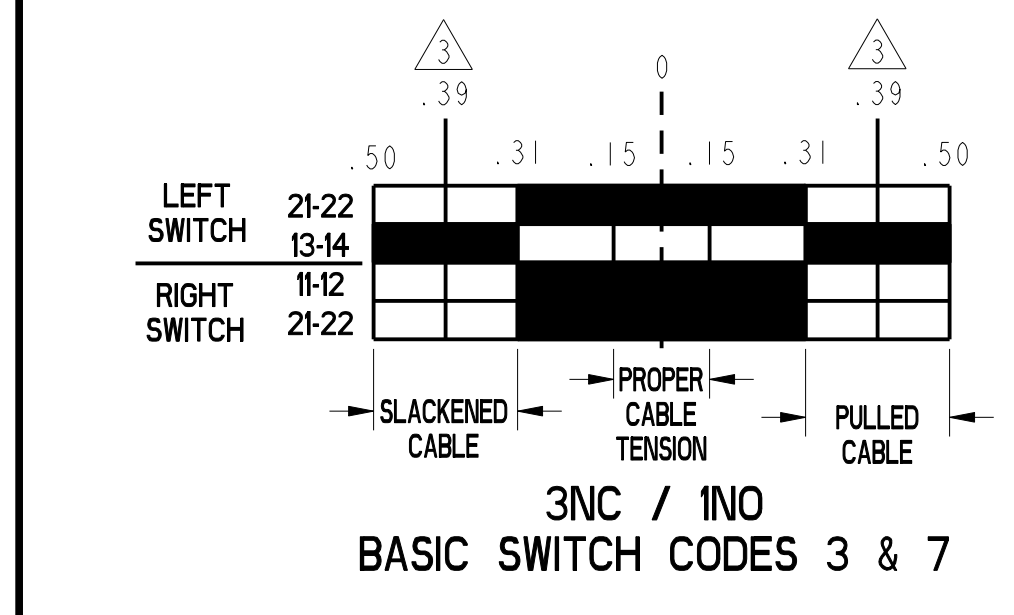 3 3
.39 0 .39
.50 .31 .15 .15 .31 .50
LEFT
SWITCH
21-22
13-14
RIGHT
SWITCH
11-12
21-22
SLACKENED
CABLE
PROPER
CABLE
TENSION
PULLED
CABLE
3NC / 1NO
BASIC SWITCH CODES 3 & 7